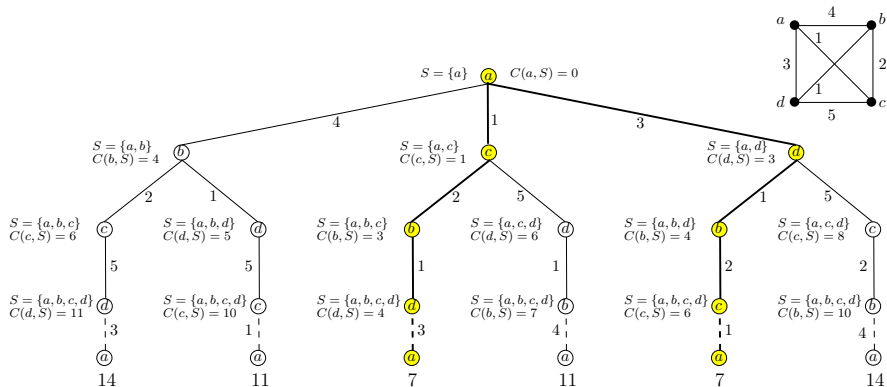 a 4 b
1
3 2
1
d 5 c
S = {a} a C(a, S) = 0
4 1 3
S = {a, b}
C(b, S) = 4
b
S = {a, c}
C(c, S) = 1
c
S = {a, d}
C(d, S) = 3
d
2 1 2 5 1 5
S = {a, b, c}
C(c, S) = 6
c
S = {a, b, d}
C(d, S) = 5
d
S = {a, b, c}
C(b, S) = 3
b
S = {a, c, d}
C(d, S) = 6
d
S = {a, b, d}
C(b, S) = 4
b
S = {a, c, d}
C(c, S) = 8
c
5 5 1 1 2 2
S = {a, b, c, d}
C(d, S) = 11
d
S = {a, b, c, d}
C(c, S) = 10
c
S = {a, b, c, d}
C(d, S) = 4
d
S = {a, b, c, d}
C(b, S) = 7
b
S = {a, b, c, d}
C(c, S) = 6
c
S = {a, b, c, d}
C(b, S) = 10
b
3 1 3 4 1 4
a a a a a a
14 11 7 11 7 14